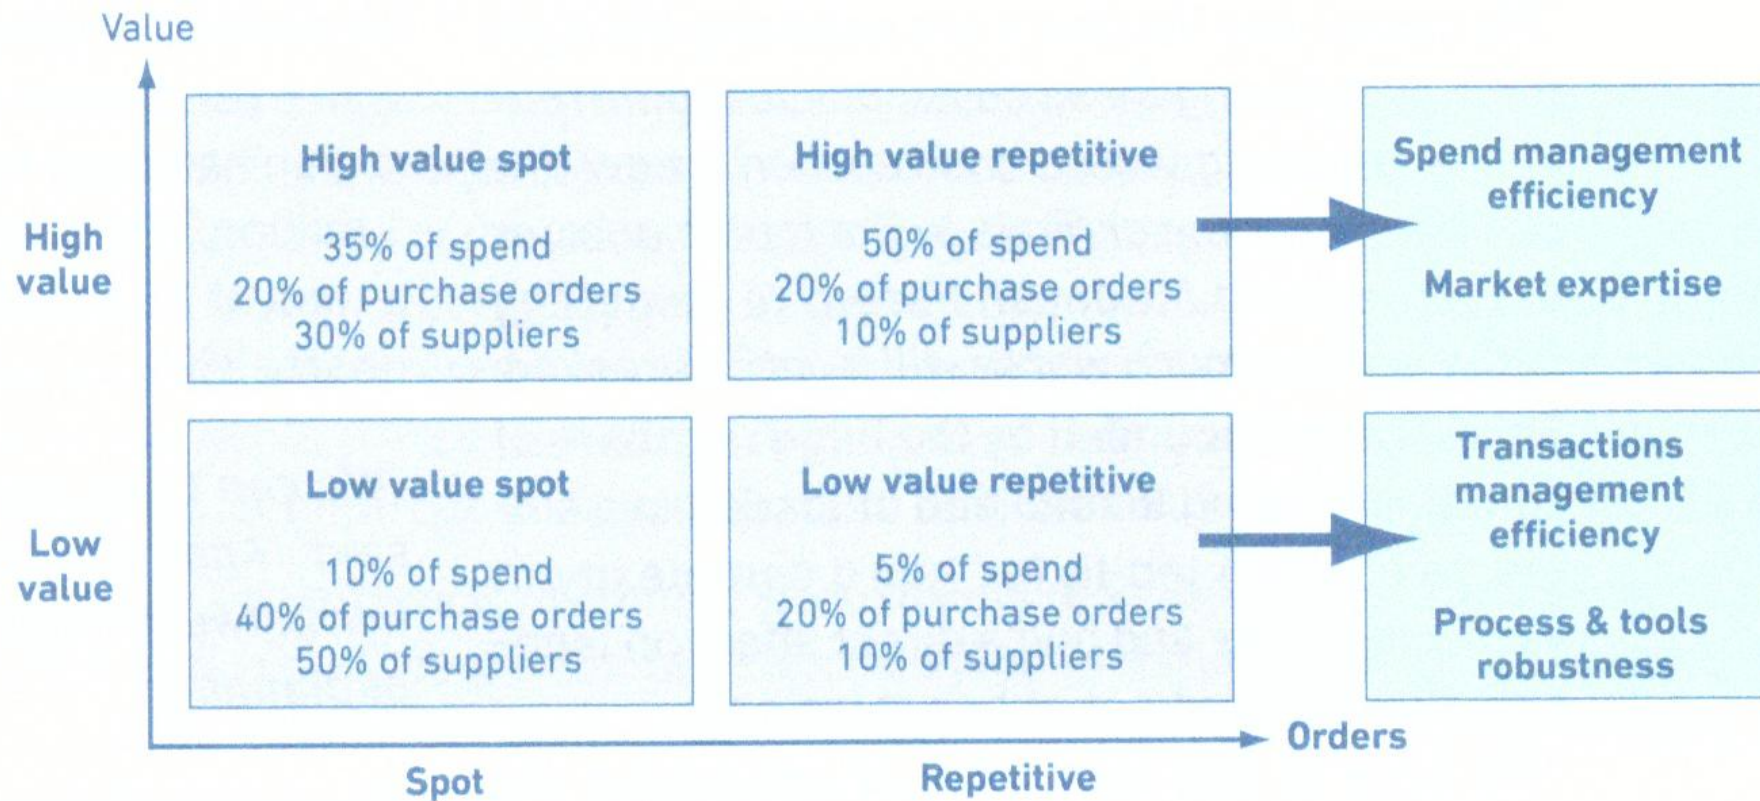 Value
High
value
High value spot
35% of spend
20% of purchase orders
30% of suppliers
High value repetitive
50% of spend
20% of purchase orders
10% of suppliers
Spend management
efficiency
Market expertise
Low
value
Low value spot
10% of spend
40% of purchase orders
50% of suppliers
Low value repetitive
5% of spend
20% of purchase orders
10% of suppliers
Transactions
management
efficiency
Process & tools
robustness
Orders
Spot
Repetitive